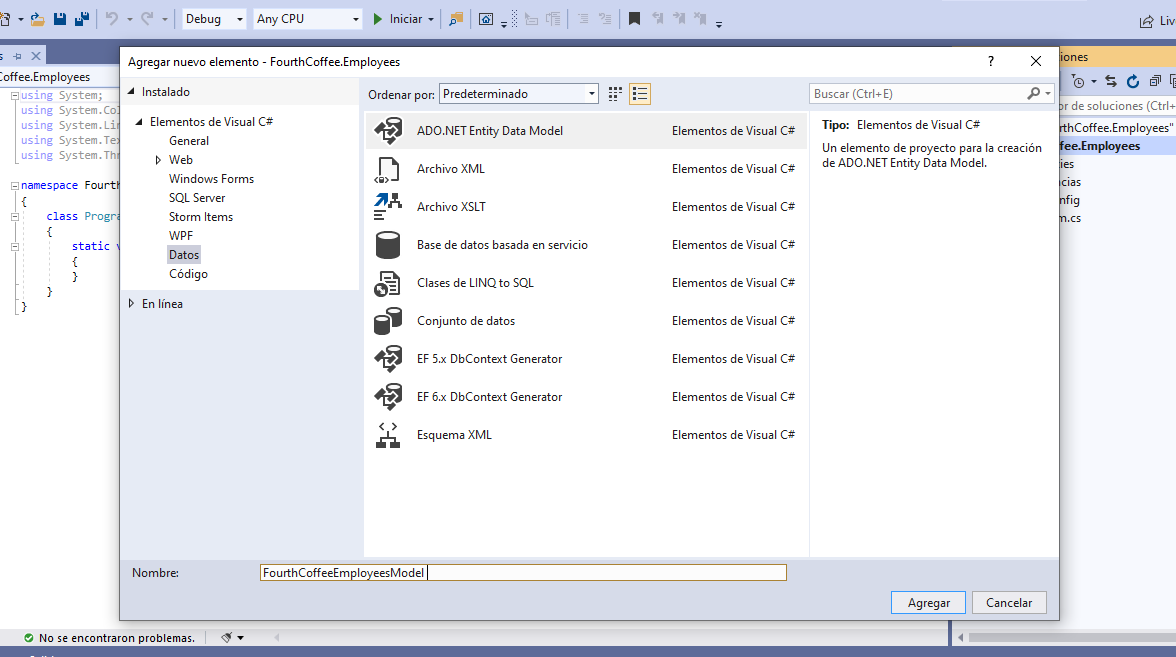 Debug
Any CPU
Iniciar
Liv
Coffee.Employees
using System;
using System.Col
using System.Lin
using System.Tex
using System.Thr
namespace Fourth
{
class Progra
{
static v
{
}
}
}
Agregar nuevo elemento - FourthCoffee.Employees
?
Instalado
Elementos de Visual C#
General
Web
Windows Forms
SQL Server
Storm Items
WPF
Datos
Código
En línea
Ordenar por: Predeterminado
Buscar (Ctrl+E)
ADO.NET Entity Data Model Elementos de Visual C#
Archivo XML Elementos de Visual C#
Archivo XSLT Elementos de Visual C#
Base de datos basada en servicio Elementos de Visual C#
Clases de LINQ to SQL Elementos de Visual C#
Conjunto de datos Elementos de Visual C#
EF 5.x DbContext Generator Elementos de Visual C#
EF 6.x DbContext Generator Elementos de Visual C#
Esquema XML Elementos de Visual C#
Tipo: Elementos de Visual C#
Un elemento de proyecto para la creación
de ADO.NET Entity Data Model.
Nombre: FourthCoffeeEmployeesModel
Agregar
Cancelar
iones
or de soluciones (Ctrl+
rthCoffee.Employees"
fee.Employees
ies
ncias
nfig
m.cs
No se encontraron problemas.